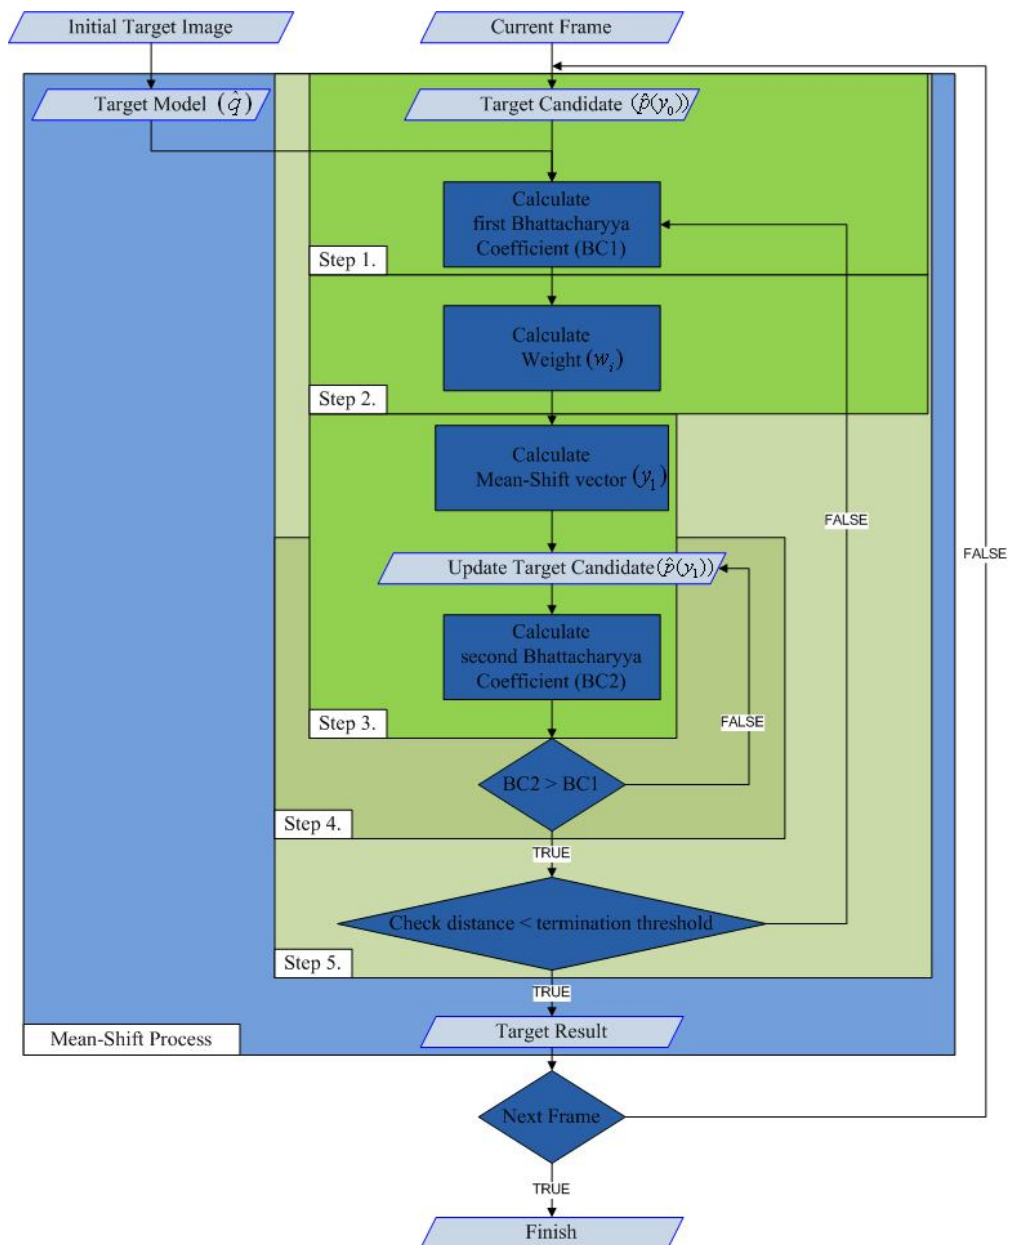 Initial Target Image
Current Frame
Target Model (q̂)
Target Candidate (p̂(y₀))
Calculate
first Bhattacharyya
Coefficient (BC1)
Step 1.
Calculate
Weight (wᵢ)
Step 2.
Calculate
Mean-Shift vector (y₁)
FALSE
FALSE
Update Target Candidate (p̂(y₁))
Calculate
second Bhattacharyya
Coefficient (BC2)
Step 3.
FALSE
BC2 > BC1
Step 4.
TRUE
Check distance < termination threshold
Step 5.
TRUE
Target Result
Mean-Shift Process
Next Frame
TRUE
Finish